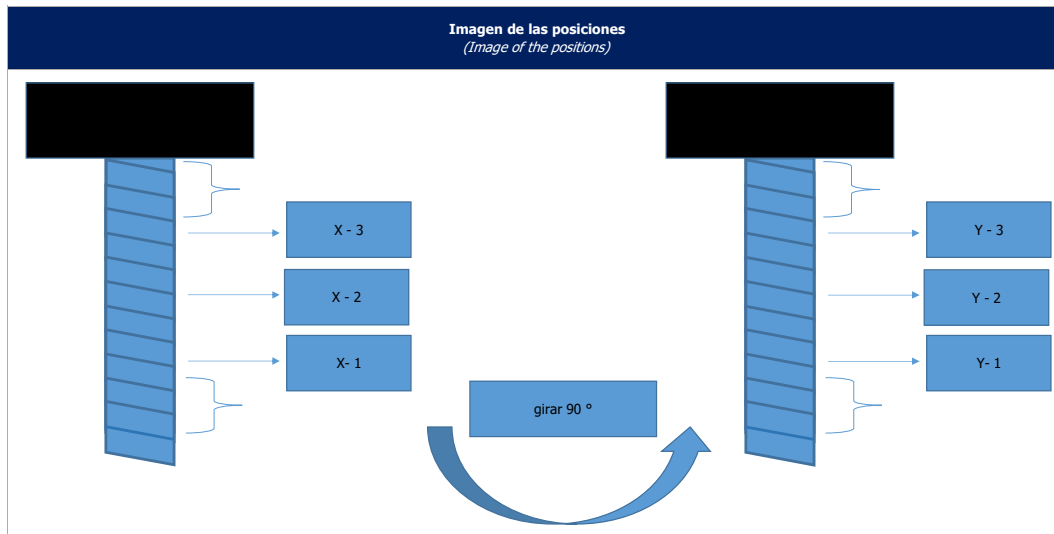 Imagen de las posiciones
(Image of the positions)
X - 3
X - 2
X- 1
girar 90 °
Y - 3
Y - 2
Y- 1